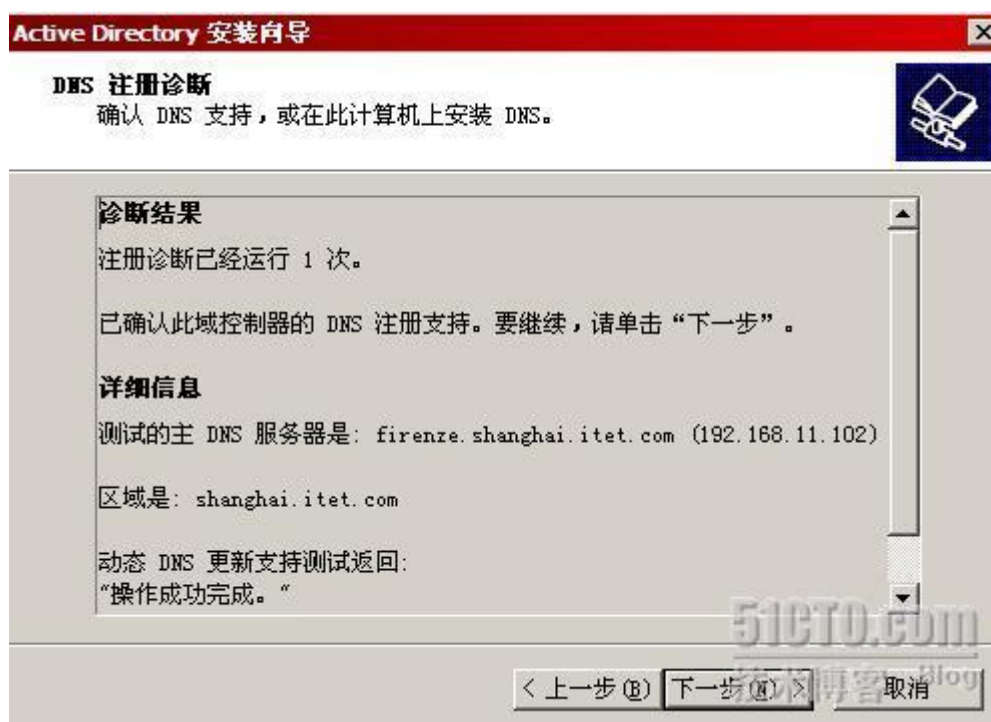 Active Directory 安装向导
DNS 注册诊断
确认 DNS 支持，或在此计算机上安装 DNS。
诊断结果
注册诊断已经运行 1 次。
已确认此域控制器的 DNS 注册支持。要继续，请单击“下一步”。
详细信息
测试的主 DNS 服务器是: firenze.shanghai.itet.com (192.168.11.102)
区域是: shanghai.itet.com
动态 DNS 更新支持测试返回:
“操作成功完成。“
51CTO.com
技术博客 Blog
< 上一步(B) 下一步(N) > 取消